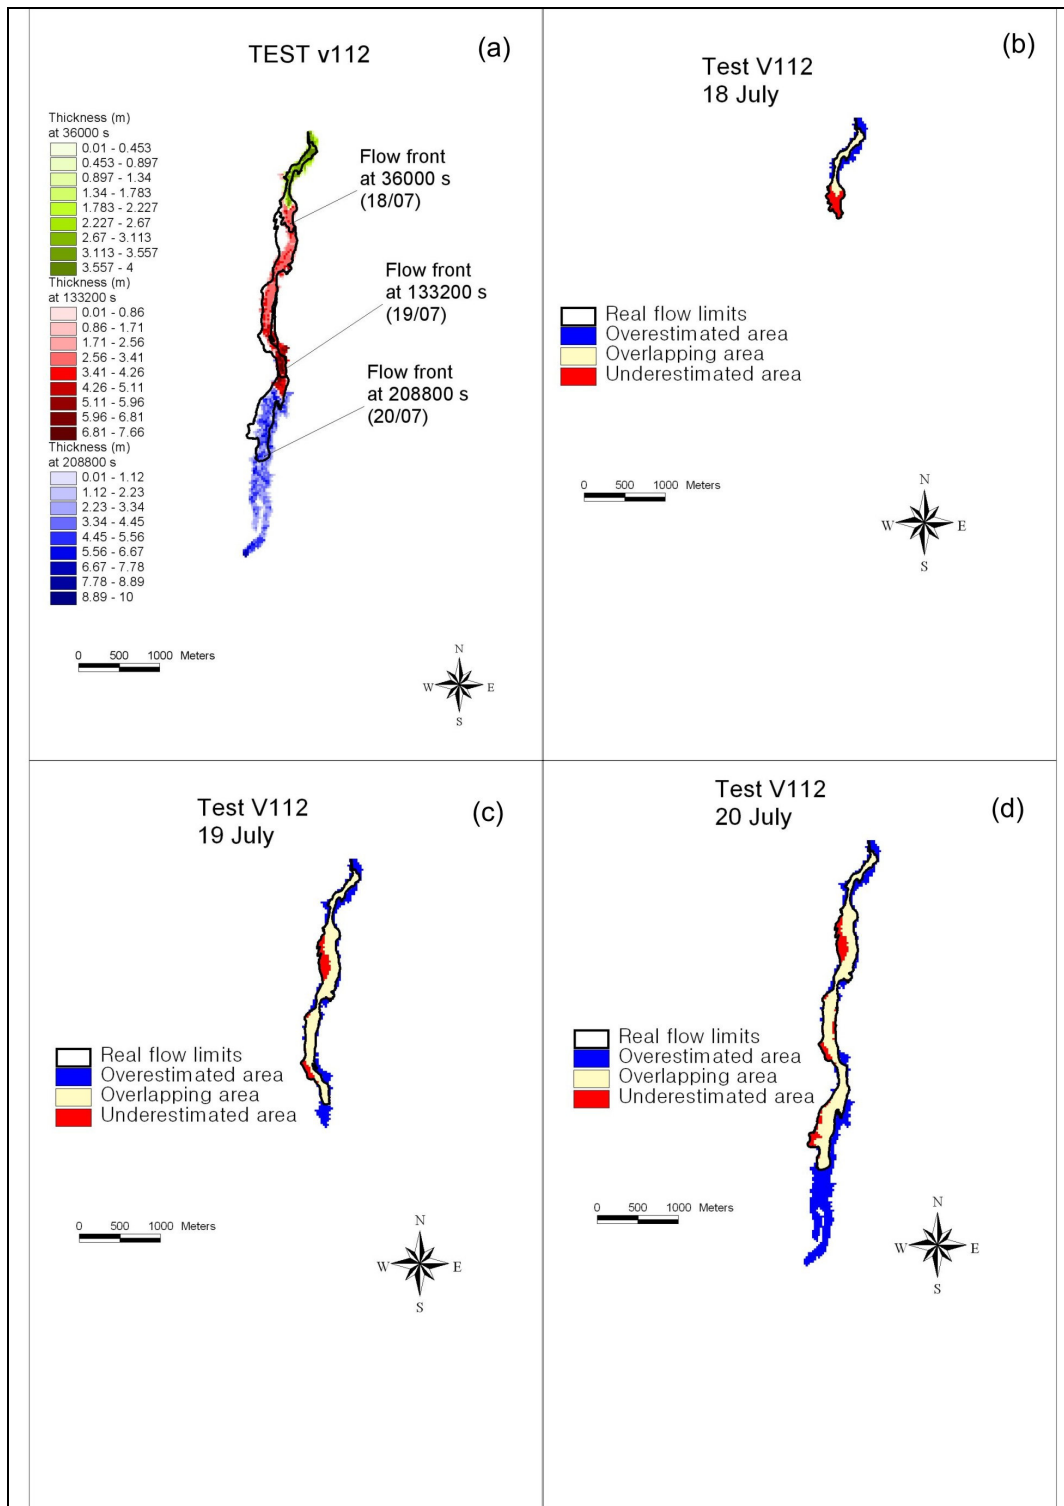 TEST v112
(a)
Thickness (m)
at 36000 s
0.01 - 0.453
0.453 - 0.897
0.897 - 1.34
1.34 - 1.783
1.783 - 2.227
2.227 - 2.67
2.67 - 3.113
3.113 - 3.557
3.557 - 4
Thickness (m)
at 133200 s
0.01 - 0.86
0.86 - 1.71
1.71 - 2.56
2.56 - 3.41
3.41 - 4.26
4.26 - 5.11
5.11 - 5.96
5.96 - 6.81
6.81 - 7.66
Thickness (m)
at 208800 s
0.01 - 1.12
1.12 - 2.23
2.23 - 3.34
3.34 - 4.45
4.45 - 5.56
5.56 - 6.67
6.67 - 7.78
7.78 - 8.89
8.89 - 10
Flow front
at 36000 s
(18/07)
Flow front
at 133200 s
(19/07)
Flow front
at 208800 s
(20/07)
0 500 1000 Meters
N
W E
S
(b)
Test V112
18 July
Real flow limits
Overestimated area
Overlapping area
Underestimated area
0 500 1000 Meters
N
W E
S
Test V112
19 July
(c)
Real flow limits
Overestimated area
Overlapping area
Underestimated area
0 500 1000 Meters
N
W E
S
Test V112
20 July
(d)
Real flow limits
Overestimated area
Overlapping area
Underestimated area
0 500 1000 Meters
N
W E
S